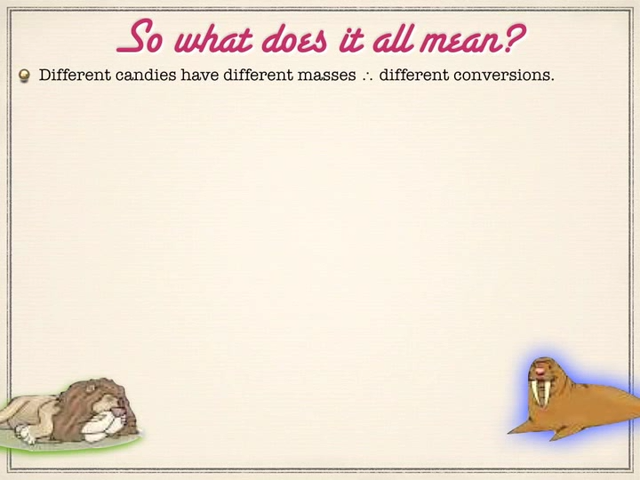 So what does it all mean?
Different candies have different masses ∴ different conversions.